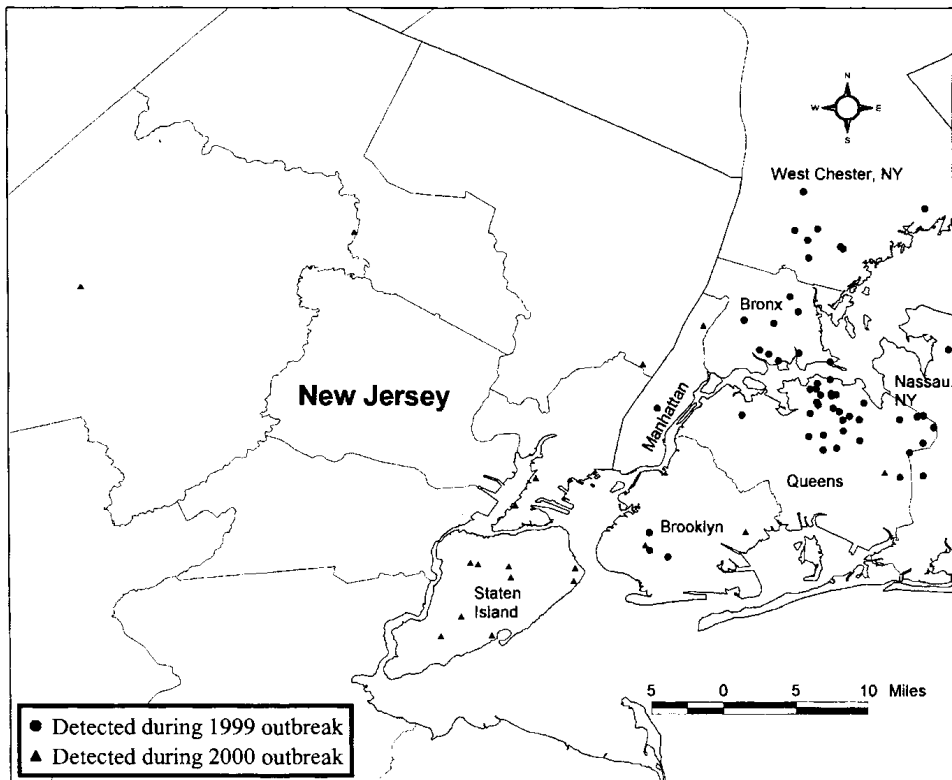 N
W E
S
West Chester, NY
Bronx
Nassau,
NY
New Jersey
Manhattan
Queens
Brooklyn
Staten
Island
5 0 5 10 Miles
Detected during 1999 outbreak
Detected during 2000 outbreak